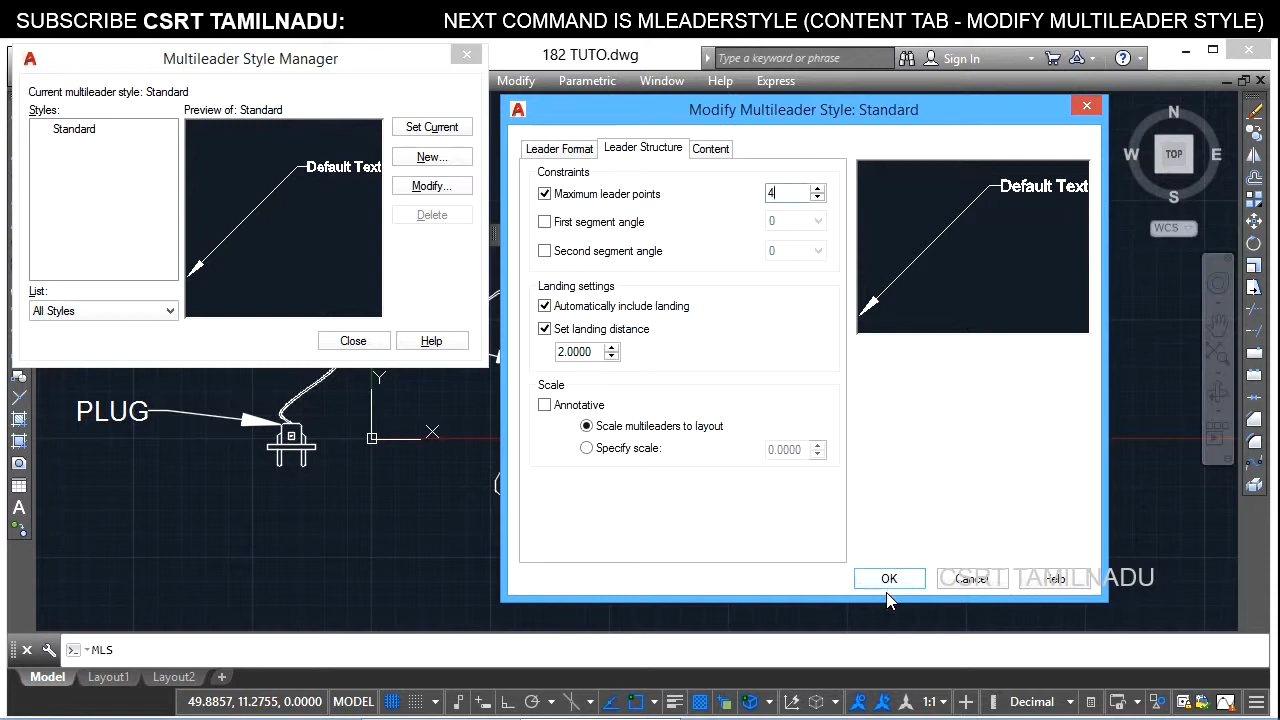 SUBSCRIBE CSRT TAMILNADU:
NEXT COMMAND IS MLEADERSTYLE (CONTENT TAB - MODIFY MULTILEADER STYLE)
Multileader Style Manager
182 TUTO.dwg
Type a keyword or phrase
Sign In
Modify
Parametric
Window
Help
Express
Current multileader style: Standard
Styles:
Preview of: Standard
Standard
Default Text
Set Current
New...
Modify...
Delete
List:
All Styles
Close
Help
Modify Multileader Style: Standard
Leader Format
Leader Structure
Content
Constraints
Maximum leader points
4
First segment angle
0
Second segment angle
0
Landing settings
Automatically include landing
Set landing distance
2.0000
Scale
Annotative
Scale multileaders to layout
Specify scale:
0.0000
Default Text
OK
Cancel
Help
CSRT TAMILNADU
N
W
TOP
E
S
WCS
PLUG
Y
X
MLS
Model
Layout1
Layout2
49.8857, 11.2755, 0.0000
MODEL
1:1
Decimal